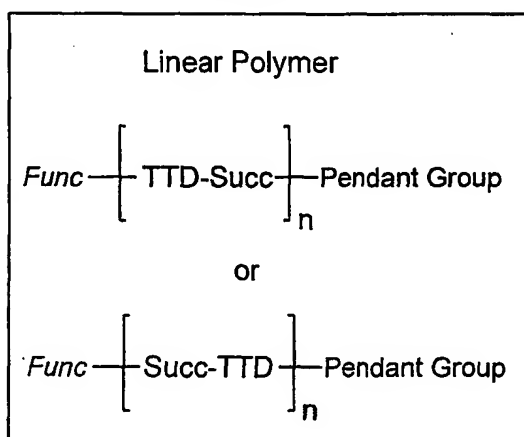 Linear Polymer
Func TTD-Succ Pendant Group
n
or
Func Succ-TTD Pendant Group
n